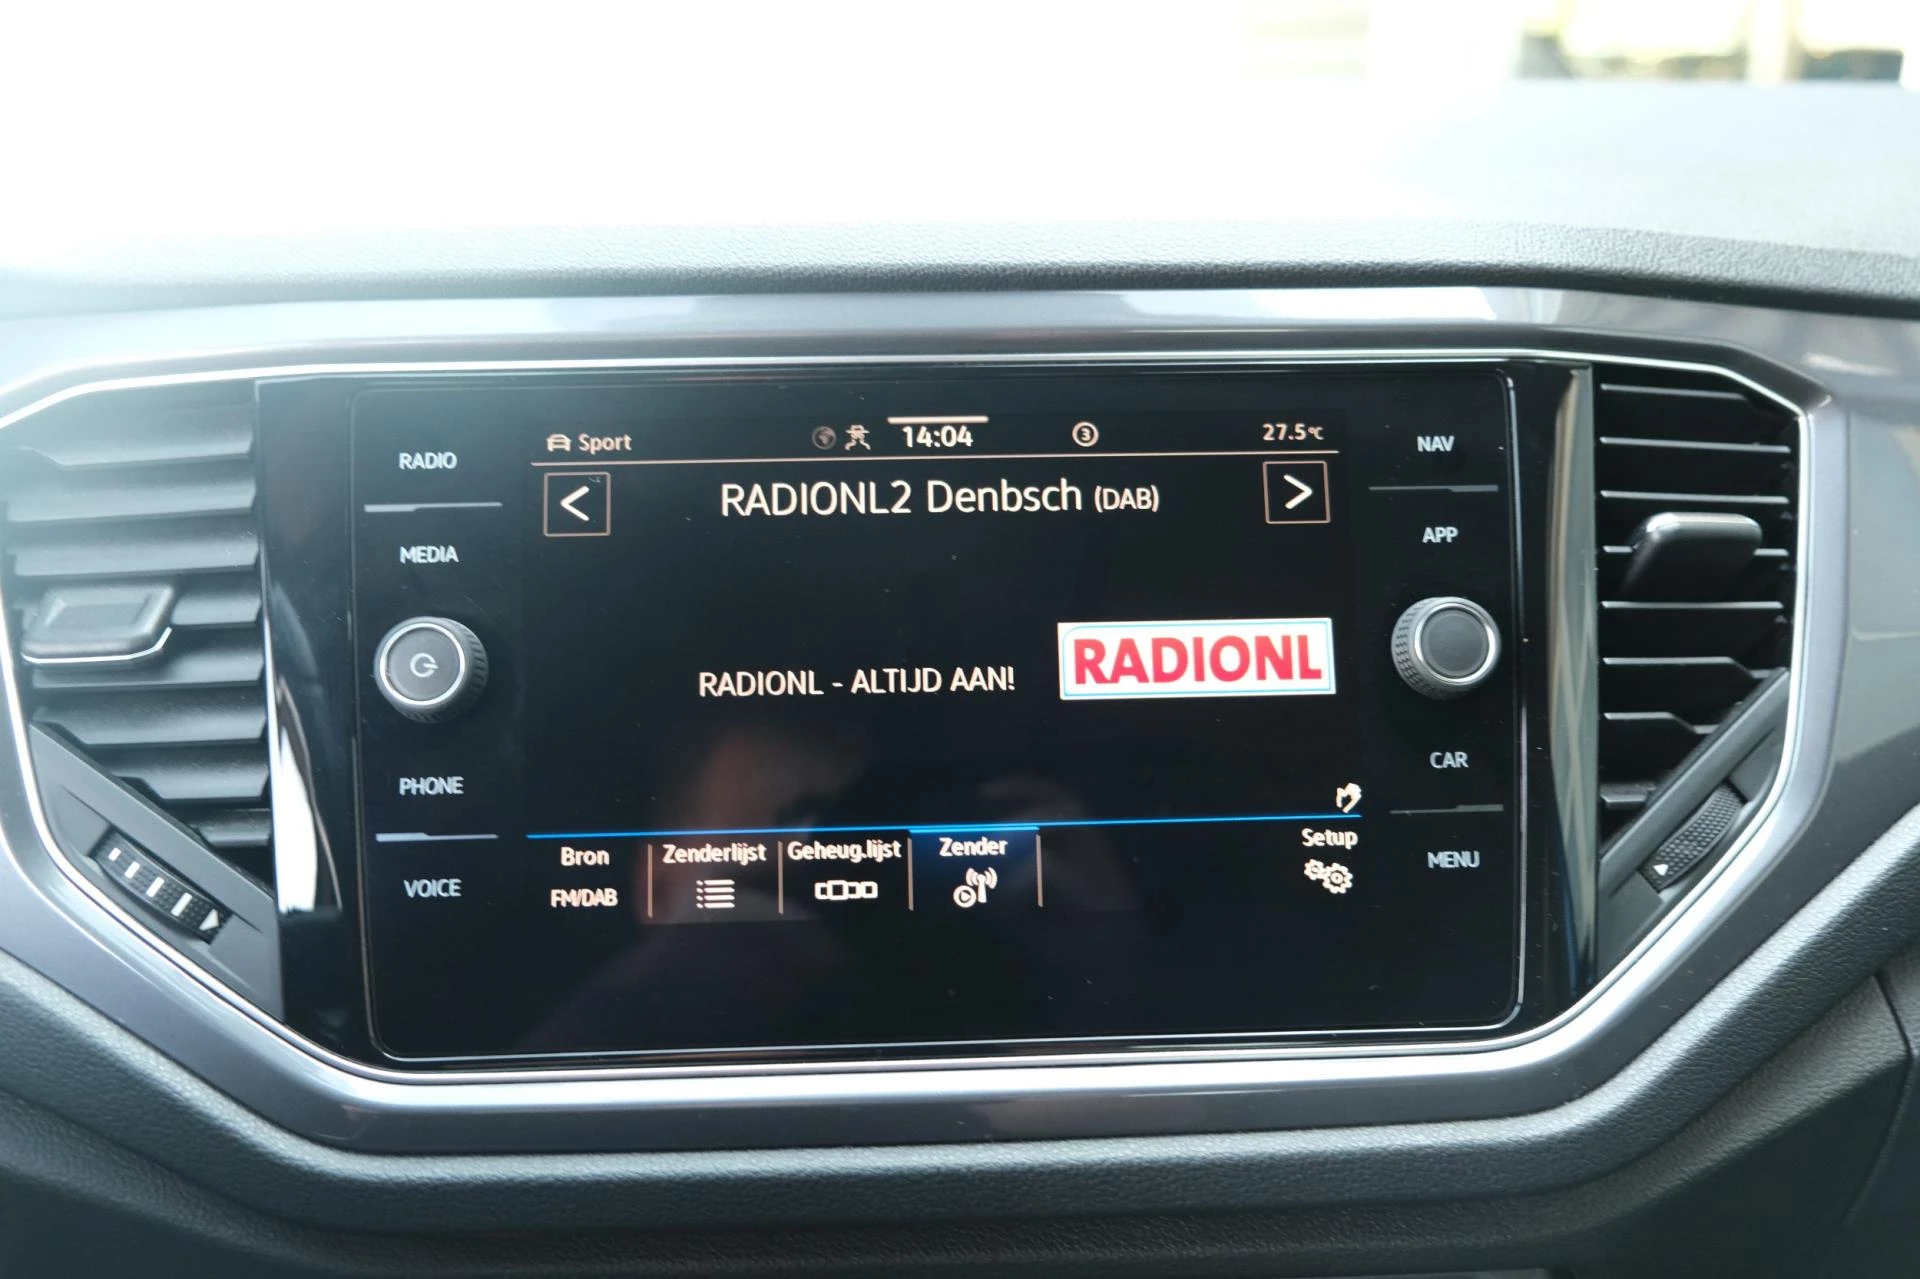 Sport 14:04 3 27.5°C
RADIO
NAV
RADIONL2 Denbsch (DAB)
MEDIA
APP
RADIONL - ALTIJD AAN!
RADIONL
PHONE
CAR
Bron
Zenderlijst
Geheug.lijst
Zender
Setup
FM/DAB
VOICE
MENU